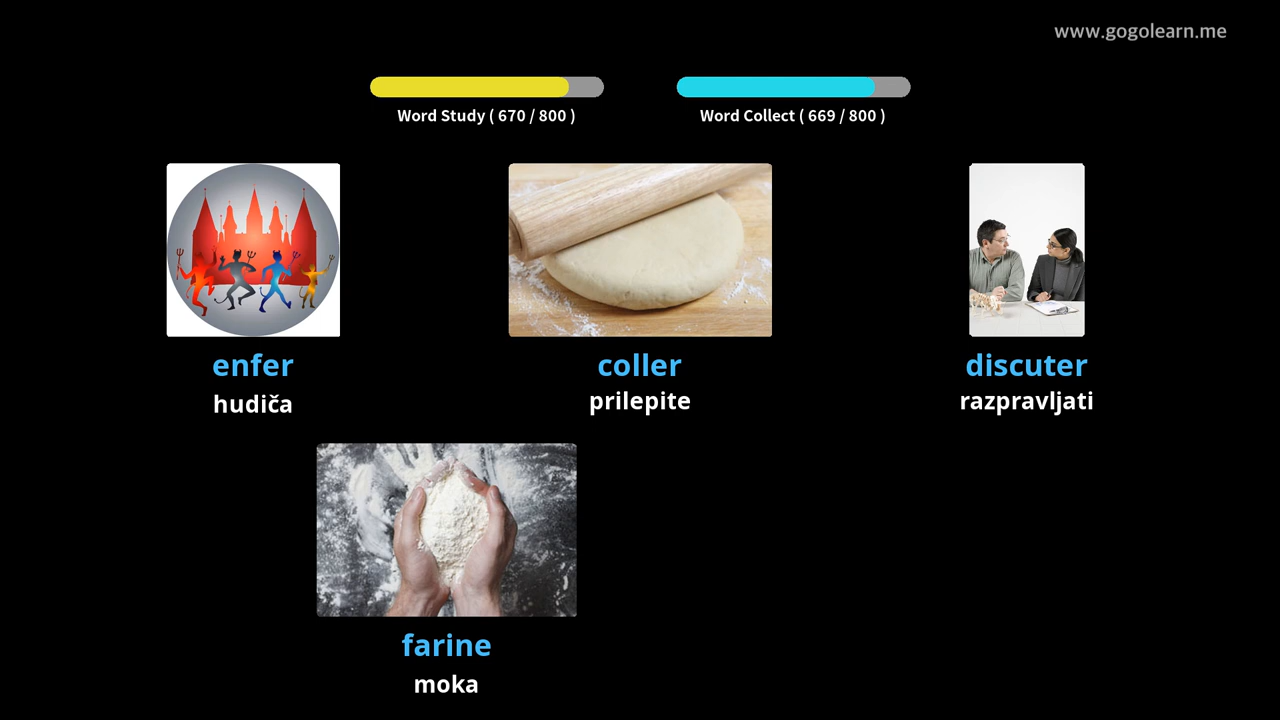 www.gogolearn.me
Word Study ( 670 / 800 )
Word Collect ( 669 / 800 )
enfer
hudiča
coller
prilepite
discuter
razpravljati
farine
moka